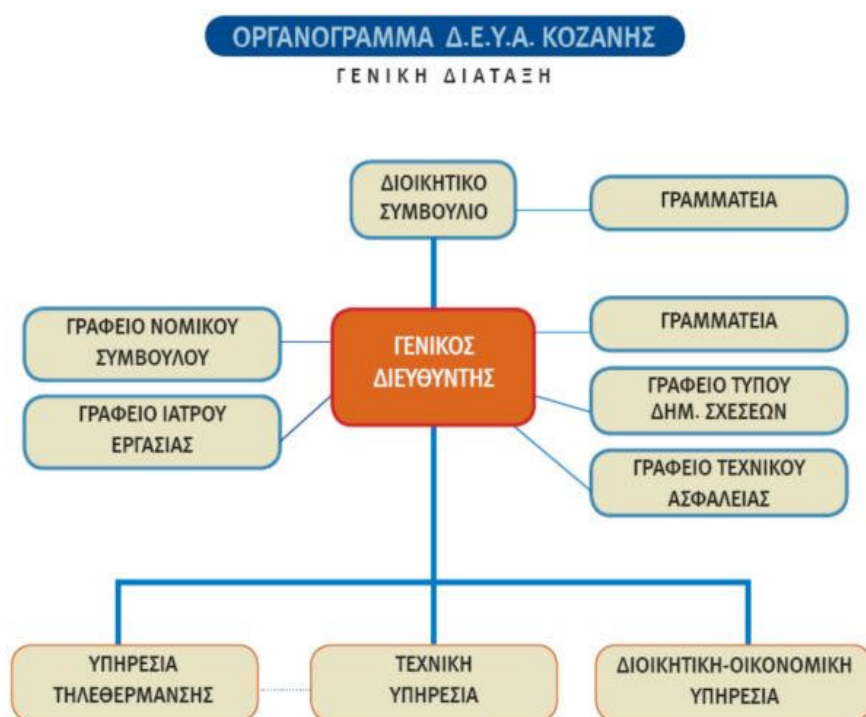 ΟΡΓΑΝΟΓΡΑΜΜΑ Δ.Ε.Υ.Α. ΚΟΖΑΝΗΣ
ΓΕΝΙΚΗ ΔΙΑΤΑΞΗ
ΔΙΟΙΚΗΤΙΚΟ
ΣΥΜΒΟΥΛΙΟ
ΓΡΑΜΜΑΤΕΙΑ
ΓΡΑΦΕΙΟ ΝΟΜΙΚΟΥ
ΣΥΜΒΟΥΛΟΥ
ΓΕΝΙΚΟΣ
ΔΙΕΥΘΥΝΤΗΣ
ΓΡΑΜΜΑΤΕΙΑ
ΓΡΑΦΕΙΟ ΙΑΤΡΟΥ
ΕΡΓΑΣΙΑΣ
ΓΡΑΦΕΙΟ ΤΥΠΟΥ
ΔΗΜ. ΣΧΕΣΕΩΝ
ΓΡΑΦΕΙΟ ΤΕΧΝΙΚΟΥ
ΑΣΦΑΛΕΙΑΣ
ΥΠΗΡΕΣΙΑ
ΤΗΛΕΘΕΡΜΑΝΣΗΣ
ΤΕΧΝΙΚΗ
ΥΠΗΡΕΣΙΑ
ΔΙΟΙΚΗΤΙΚΗ-ΟΙΚΟΝΟΜΙΚΗ
ΥΠΗΡΕΣΙΑ